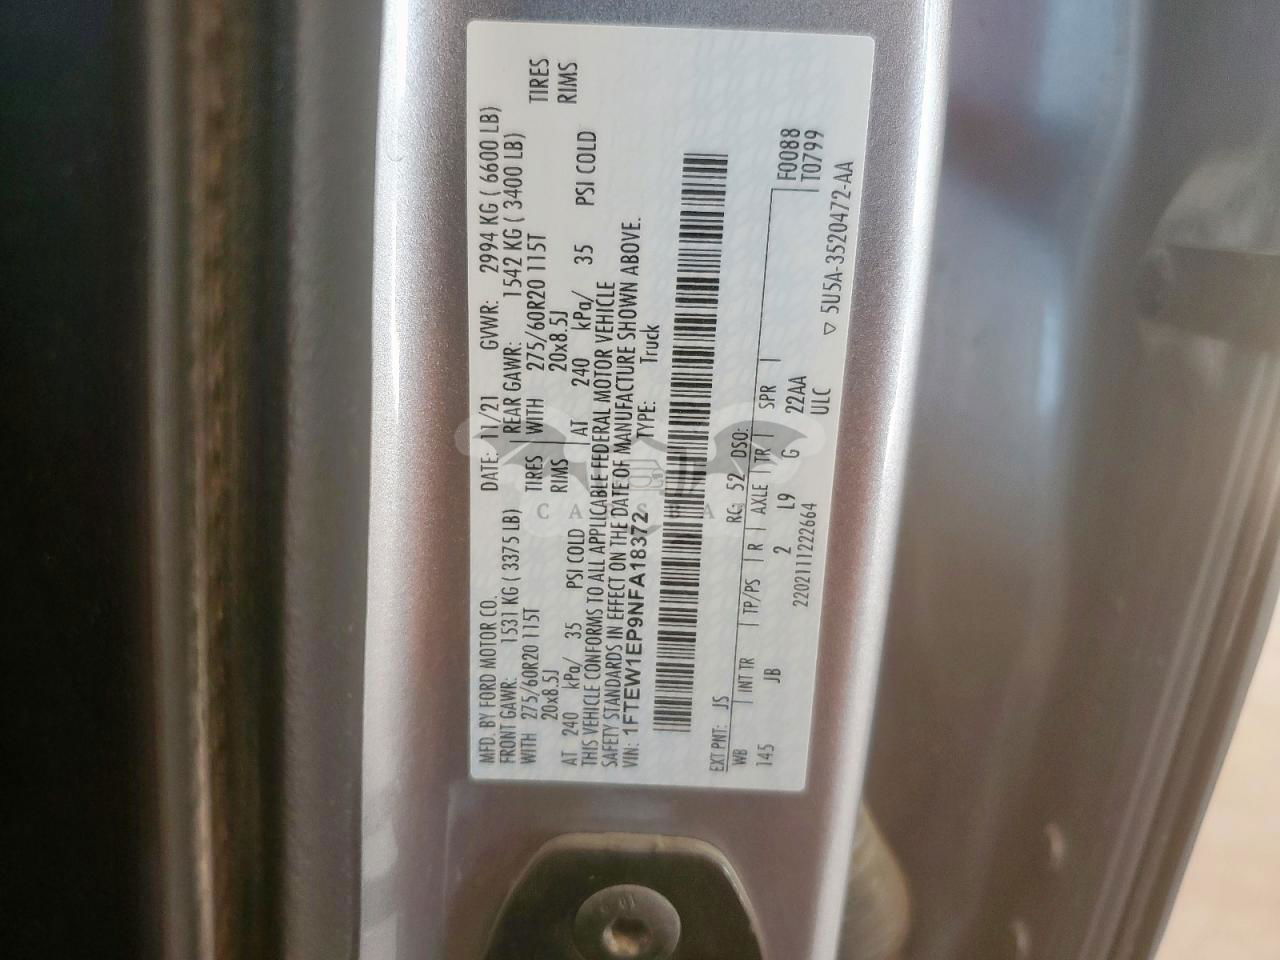 MFD. BY FORD MOTOR CO. DATE: 11/21 GVWR: 2994 KG ( 6600 LB)
FRONT GAWR: 1531 KG ( 3375 LB) REAR GAWR: 1542 KG ( 3400 LB)
WITH 275/60R20 115T TIRES WITH 275/60R20 115T TIRES
20x8.5J RIMS 20x8.5J RIMS
AT 240 kPa/ 35 PSI COLD AT 240 kPa/ 35 PSI COLD
THIS VEHICLE CONFORMS TO ALL APPLICABLE FEDERAL MOTOR VEHICLE
SAFETY STANDARDS IN EFFECT ON THE DATE OF MANUFACTURE SHOWN ABOVE.
VIN: 1FTEW1EP9NFA18372 TYPE: Truck
EXT PNT: JS RC: 52 DSO: F0088
WB INT TR TP/PS R AXLE TR SPR T0799
145 JB 2 L9 G 22AA
2202111222664 ULC
▽ 5U5A-3520472-AA
CA BA